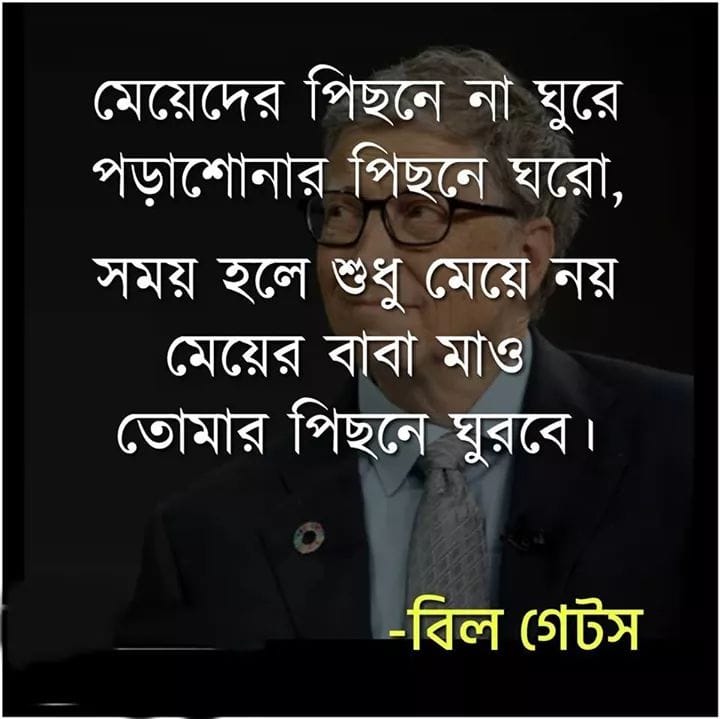 মেয়েদের পিছনে না ঘুরে
পড়াশোনার পিছনে ঘরো,
সময় হলে শুধু মেয়ে নয়
মেয়ের বাবা মাও
তোমার পিছনে ঘুরবে।
-বিল গেটস